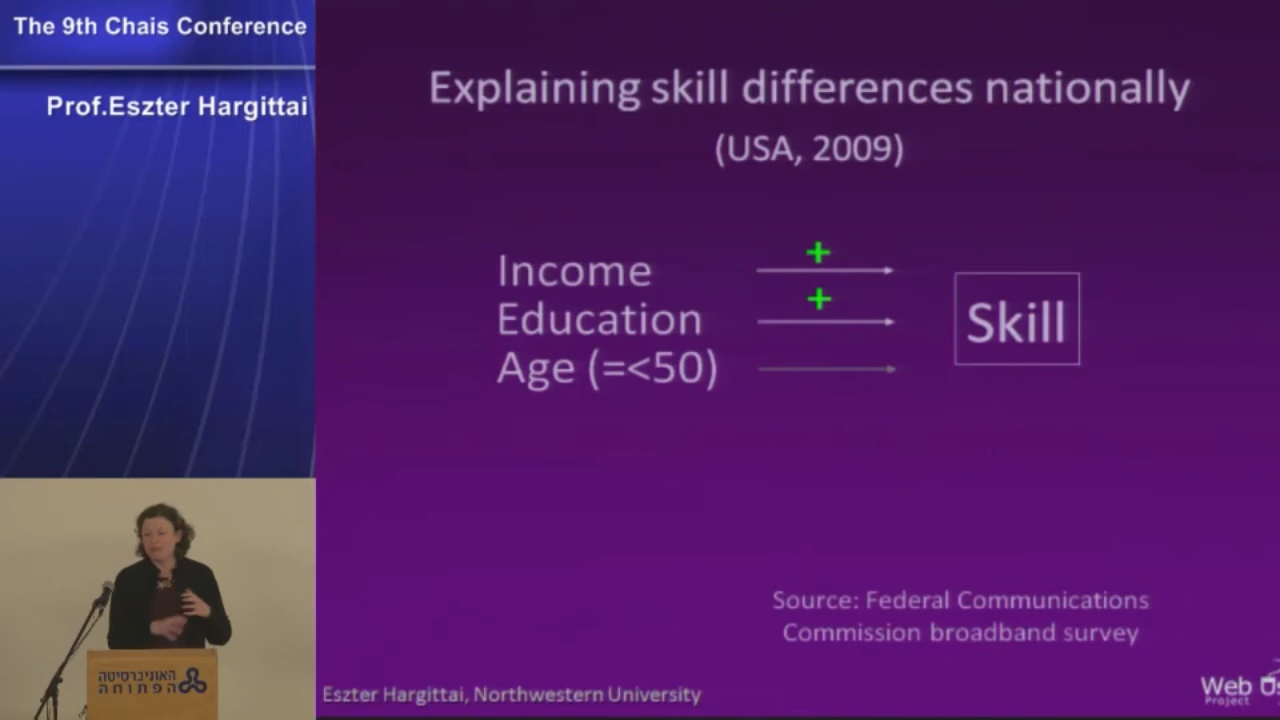 The 9th Chais Conference
Prof.Eszter Hargittai
Explaining skill differences nationally
(USA, 2009)
+
Income
+
Education
Age (=<50)
Skill
Source: Federal Communications
Commission broadband survey
האוניברסיטה
הפתוחה
Eszter Hargittai, Northwestern University
Web
Project